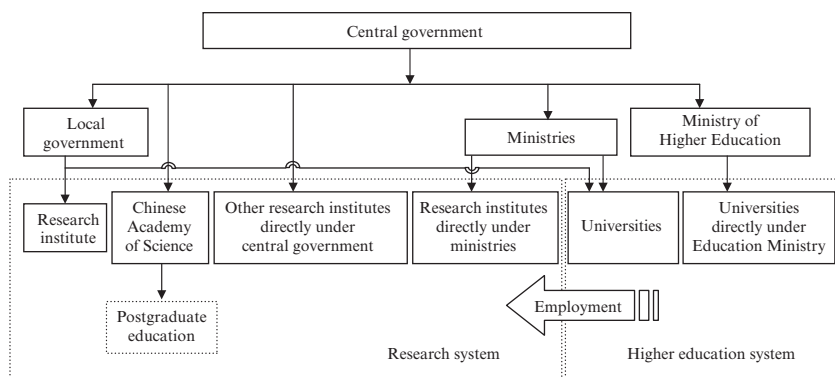 Central government
Local
government
Ministries
Ministry of
Higher Education
Research
institute
Chinese
Academy
of Science
Other research institutes
directly under
central government
Research institutes
directly under
ministries
Universities
Universities
directly under
Education Ministry
Postgraduate
education
Employment
Research system
Higher education system